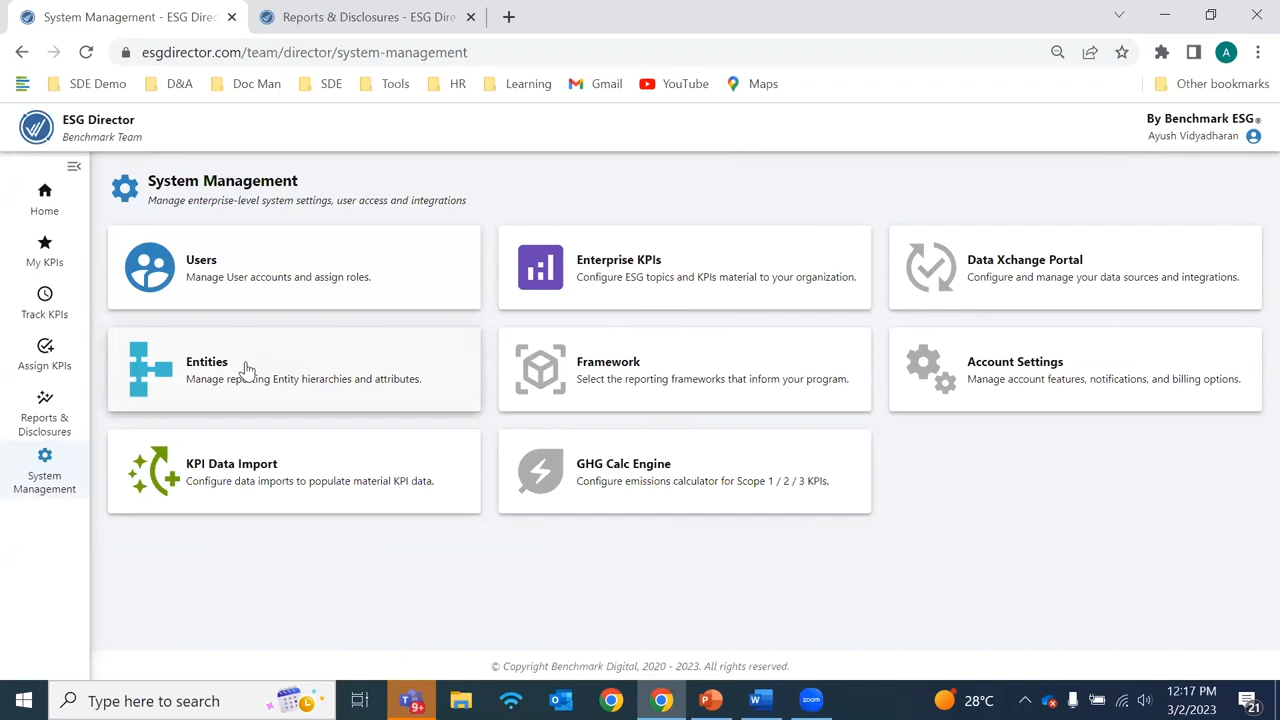 System Management - ESG Direc
Reports & Disclosures - ESG Dire
esgdirector.com/team/director/system-management
A
SDE Demo
D&A
Doc Man
SDE
Tools
HR
Learning
Gmail
YouTube
Maps
Other bookmarks
ESG Director
Benchmark Team
By Benchmark ESG®
Ayush Vidyadharan
Home
My KPIs
Track KPIs
Assign KPIs
Reports &
Disclosures
System
Management
System Management
Manage enterprise-level system settings, user access and integrations
Users
Manage User accounts and assign roles.
Enterprise KPIs
Configure ESG topics and KPIs material to your organization.
Data Xchange Portal
Configure and manage your data sources and integrations.
Entities
Manage reporting Entity hierarchies and attributes.
Framework
Select the reporting frameworks that inform your program.
Account Settings
Manage account features, notifications, and billing options.
KPI Data Import
Configure data imports to populate material KPI data.
GHG Calc Engine
Configure emissions calculator for Scope 1 / 2 / 3 KPIs.
© Copyright Benchmark Digital, 2020 - 2023. All rights reserved.
Type here to search
9+
zoom
28°C
12:17 PM
3/2/2023
21